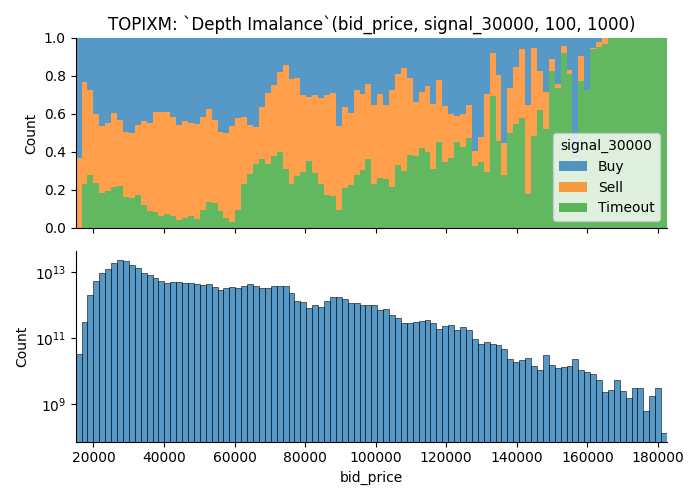 TOPIXM: `Depth Imalance`(bid_price, signal_30000, 100, 1000)
1.0
0.8
0.6
0.4
0.2
0.0
Count
signal_30000
Buy
Sell
Timeout
10^13
10^11
10^9
Count
20000 40000 60000 80000 100000 120000 140000 160000 180000
bid_price